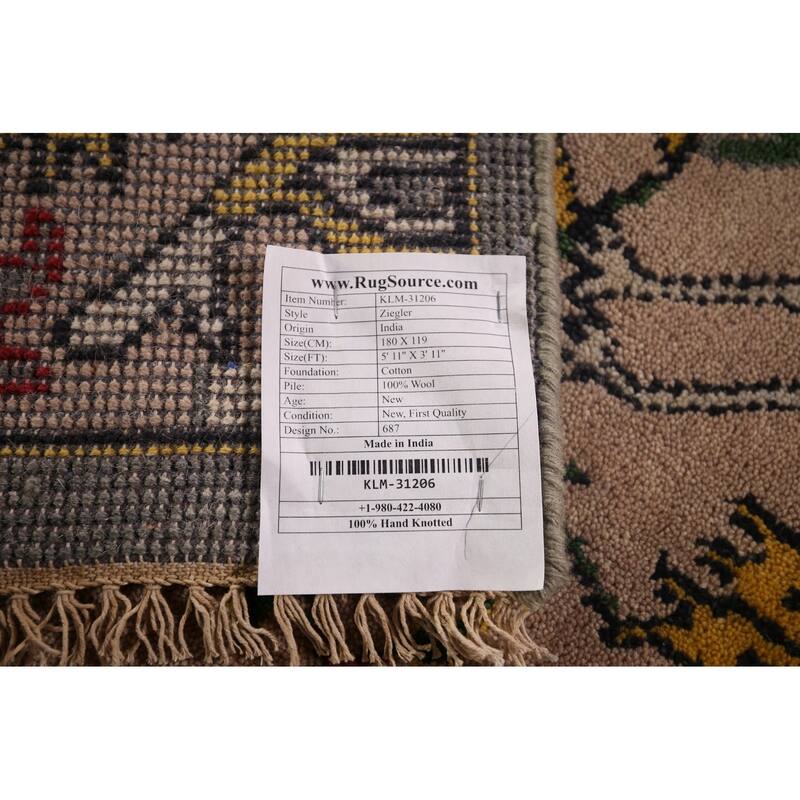 www.RugSource.com
Item Number: KLM-31206
Style Ziegler
Origin India
Size(CM): 180 X 119
Size(FT): 5' 11" X 3' 11"
Foundation: Cotton
Pile: 100% Wool
Age: New
Condition: New, First Quality
Design No.: 687
Made in India
KLM-31206
+1-980-422-4080
100% Hand Knotted